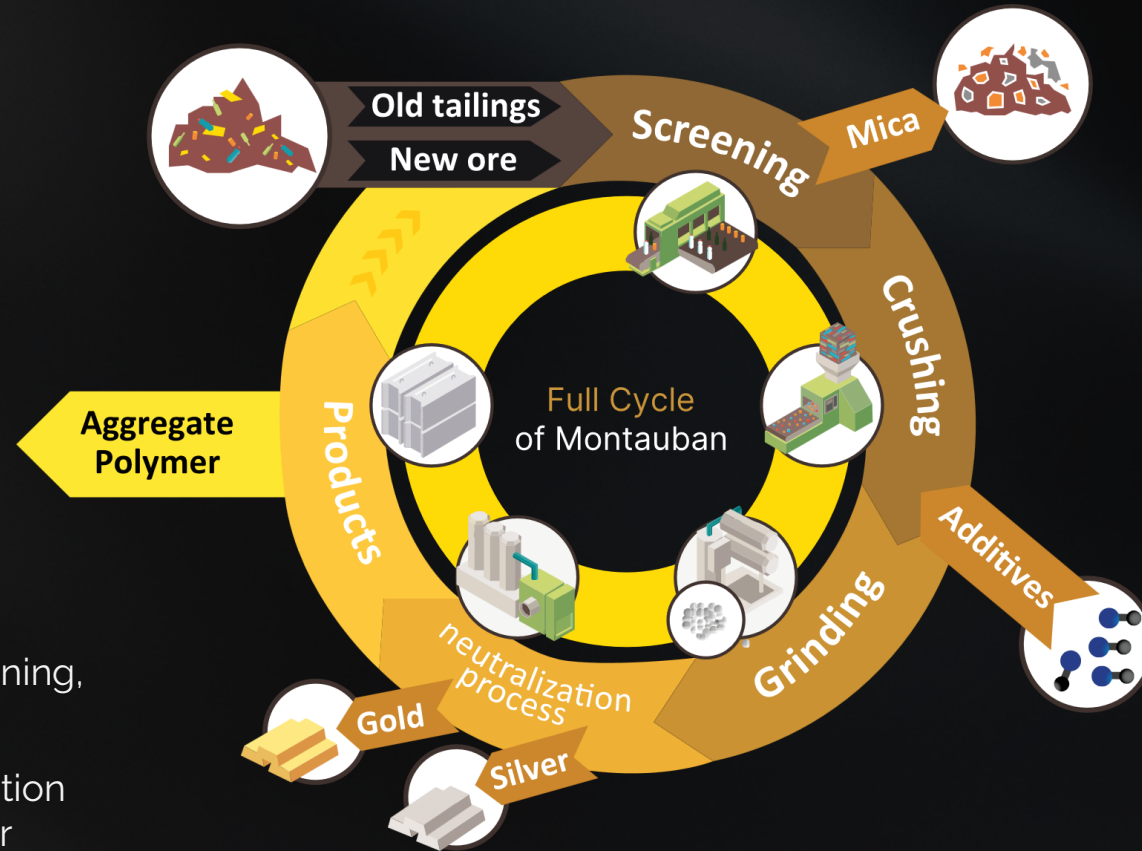 Old tailings
New ore
Screening
Mica
Crushing
Additives
Grinding
neutralization
process
Silver
Gold
Products
Aggregate
Polymer
Full Cycle
of Montauban
ning,
tion
r